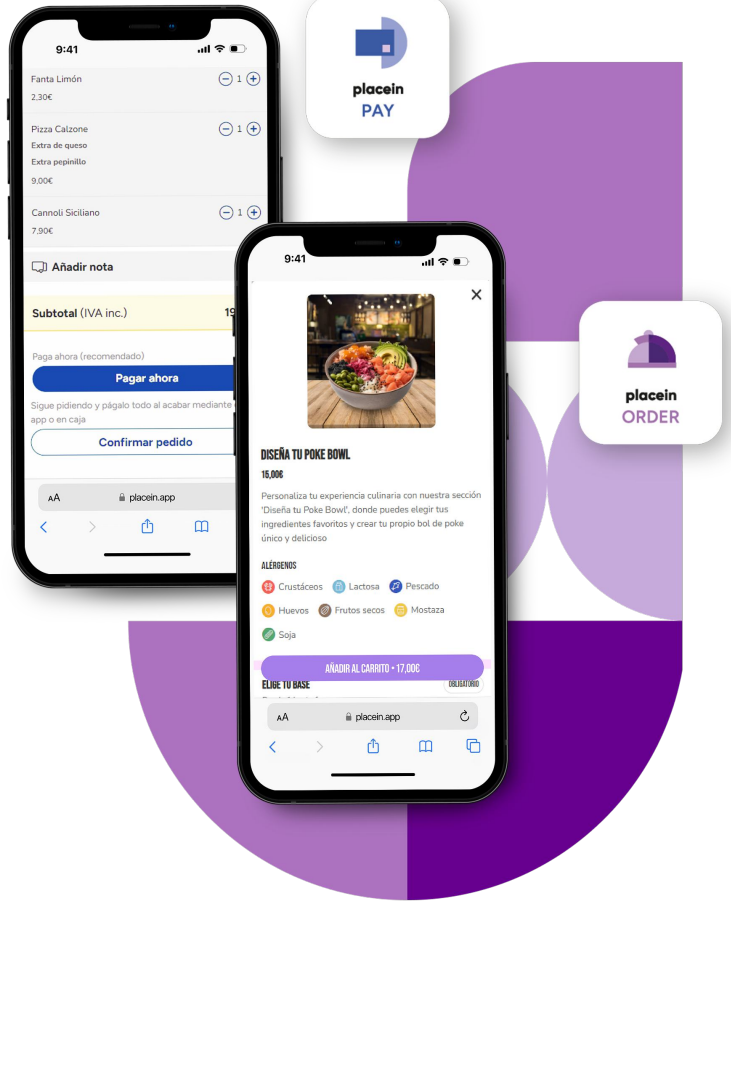 9:41
Fanta Limón
1
2,30€
Pizza Calzone
1
Extra de queso
Extra pepinillo
9,00€
Cannoli Siciliano
1
7,90€
Añadir nota
Subtotal (IVA inc.)
Paga ahora (recomendado)
Pagar ahora
Sigue pidiendo y págalo todo al acabar mediante
app o en caja
Confirmar pedido
AA
placein.app
placein
PAY
9:41
DISEÑA TU POKE BOWL
15,00€
Personaliza tu experiencia culinaria con nuestra sección
'Diseña tu Poke Bowl', donde puedes elegir tus
ingredientes favoritos y crear tu propio bol de poke
único y delicioso
ALÉRGENOS
Crustáceos Lactosa Pescado
Huevos Frutos secos Mostaza
Soja
AÑADIR AL CARRITO • 17,00€
ELIGE TU BASE
OBLIGATORIO
AA
placein.app
placein
ORDER